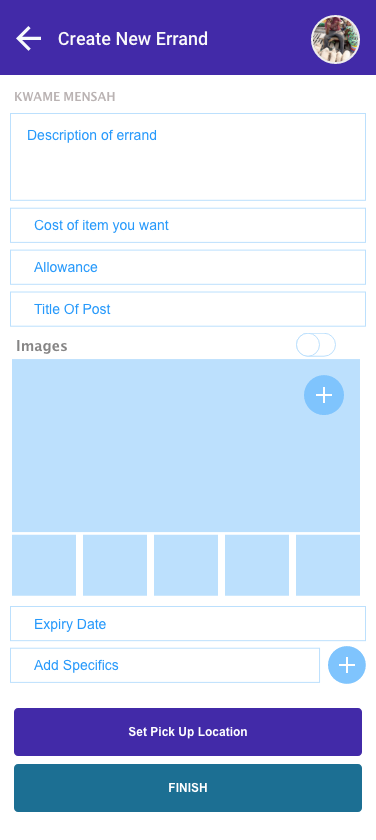 Create New Errand
KWAME MENSAH
Description of errand
Cost of item you want
Allowance
Title Of Post
Images
Expiry Date
Add Specifics
Set Pick Up Location
FINISH